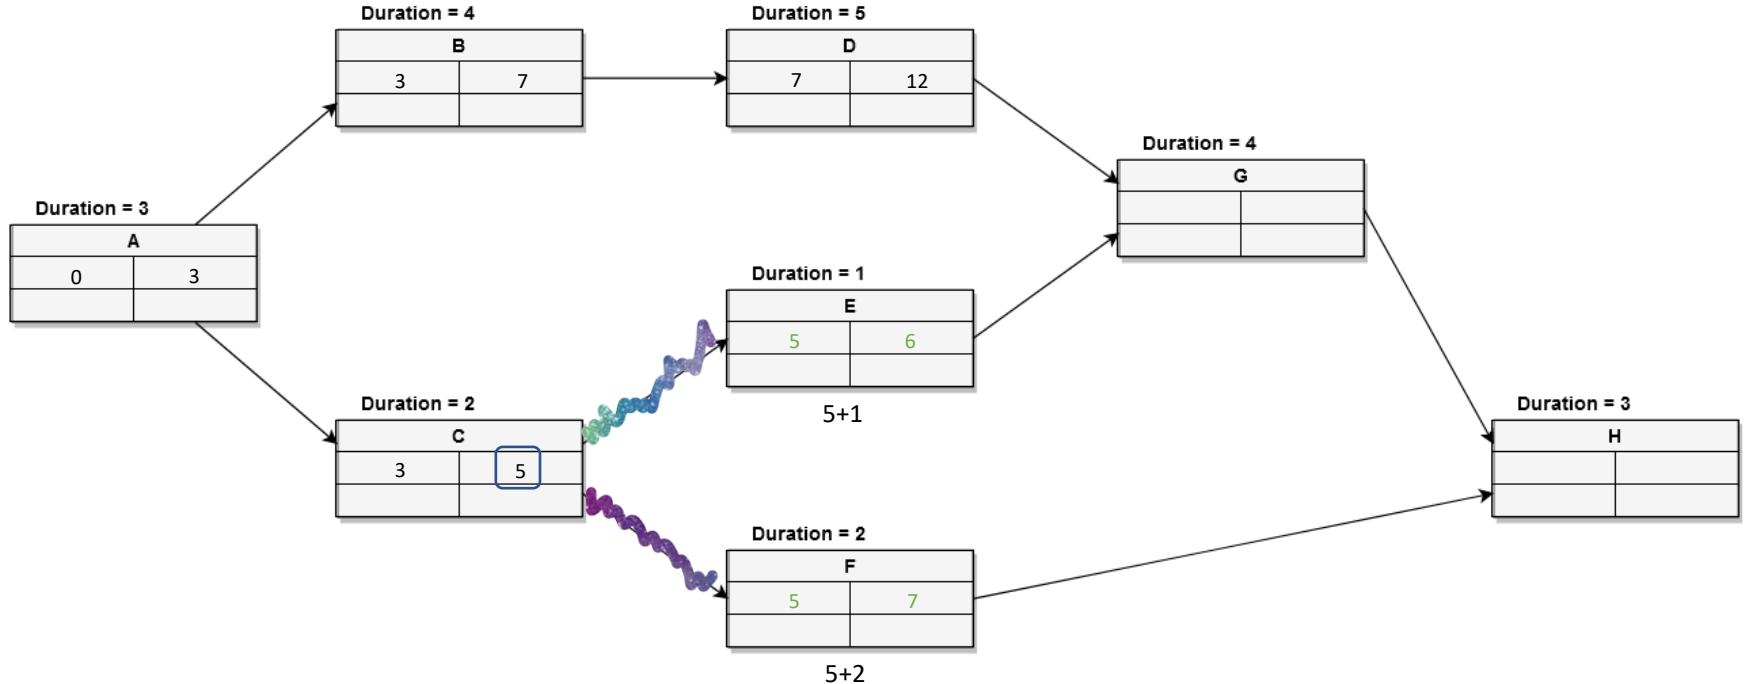 Duration = 4
B
3 7
Duration = 5
D
7 12
Duration = 4
G
Duration = 3
A
0 3
Duration = 1
E
5 6
5+1
Duration = 2
C
3 5
Duration = 3
H
Duration = 2
F
5 7
5+2